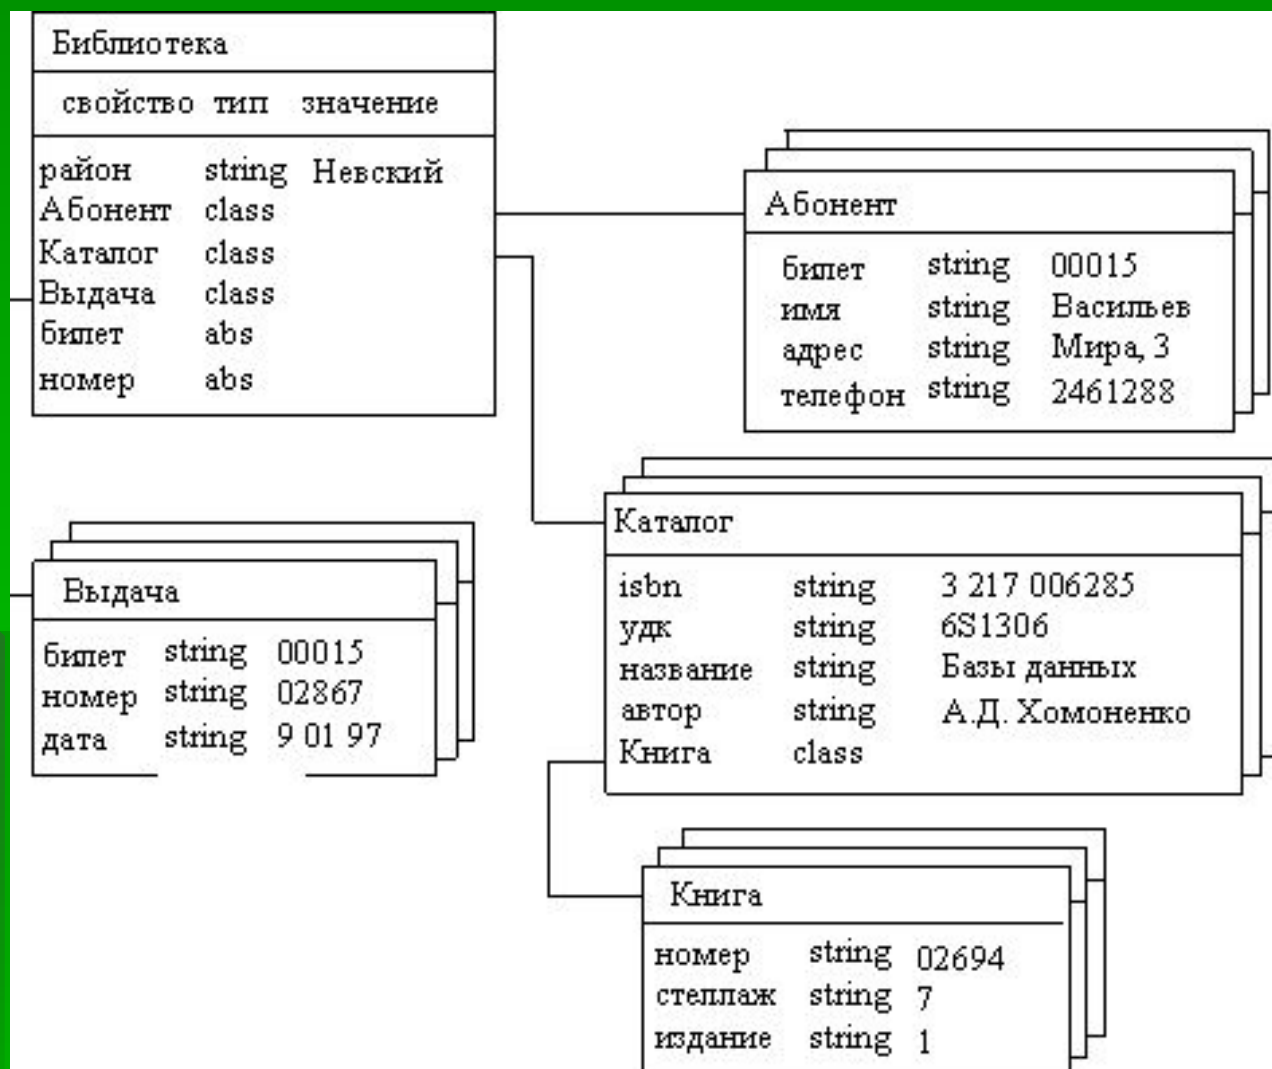 Библиотека
свойство тип значение
район string Невский
Абонент class
Каталог class
Выдача class
билет abs
номер abs
Абонент
билет string 00015
имя string Васильев
адрес string Мира, 3
телефон string 2461288
Каталог
isbn string 3 217 006285
удк string 6S1306
название string Базы данных
автор string А.Д. Хомоненко
Книга class
Выдача
билет string 00015
номер string 02867
дата string 9 01 97
Книга
номер string 02694
стеллаж string 7
издание string 1